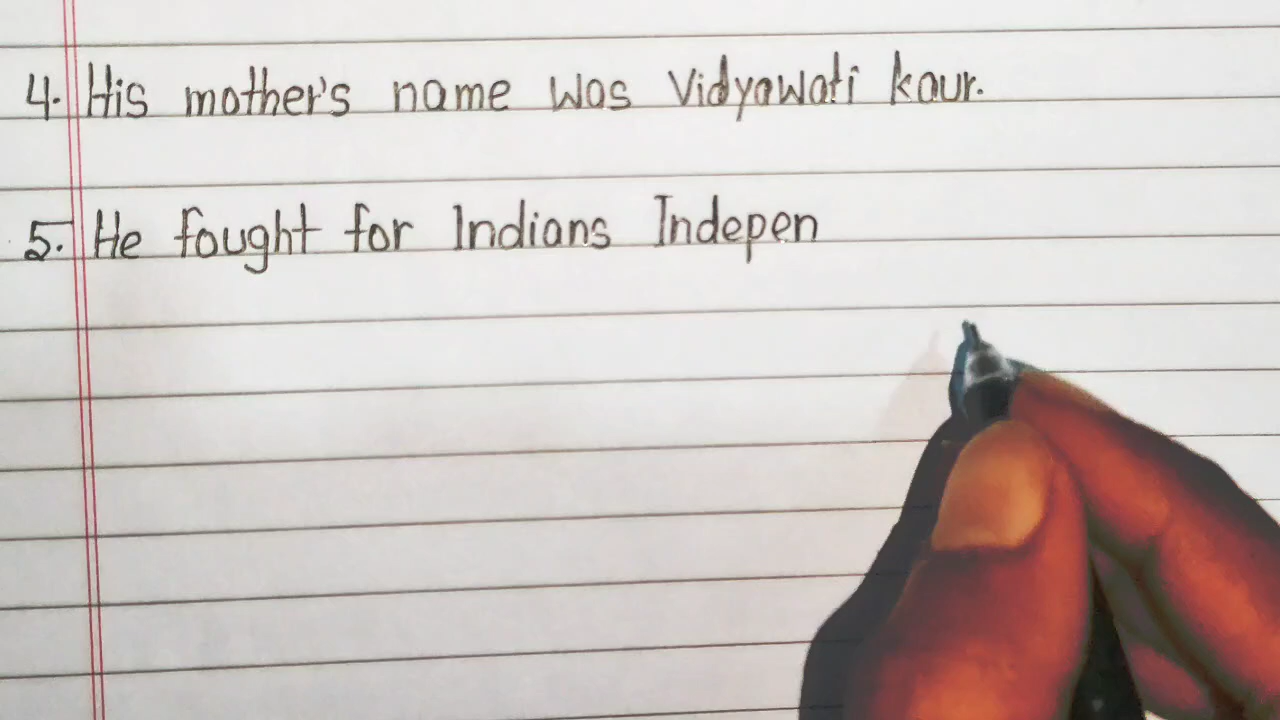 4. His mother's name was Vidyawati kaur.
5. He fought for Indians Indepen